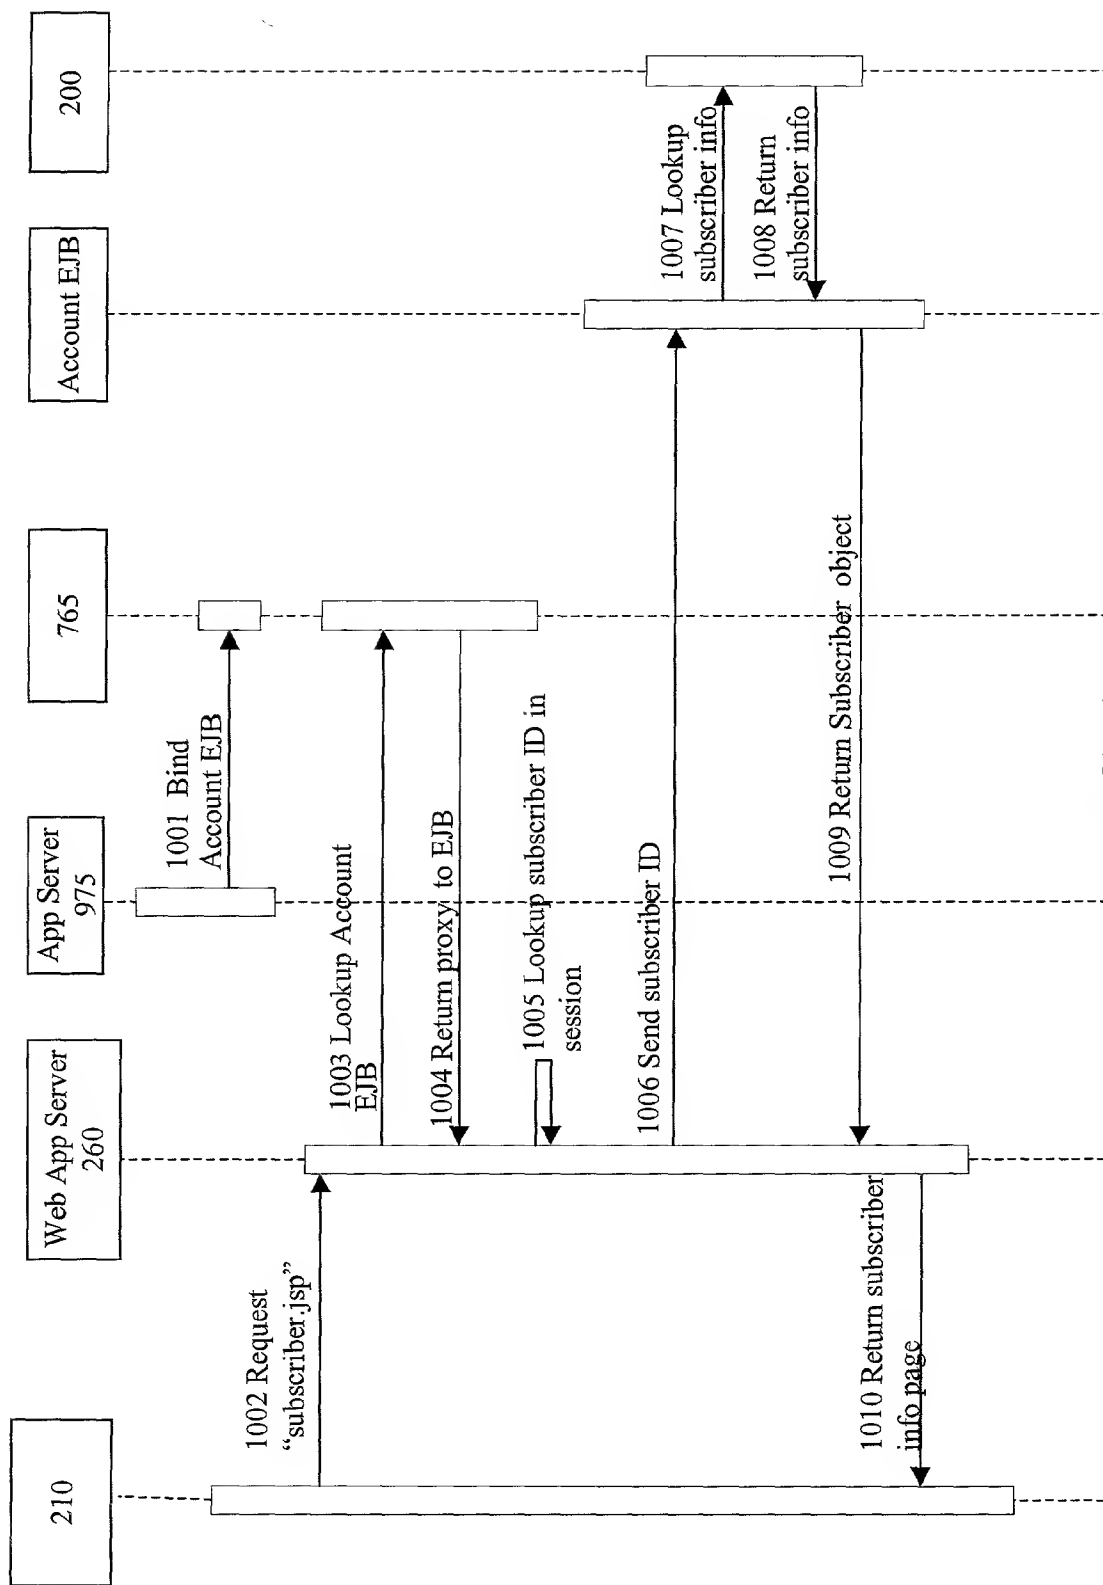 210
Web App Server
260
App Server
975
765
Account EJB
200
1001 Bind
Account EJB
1002 Request
“subscriber.jsp”
1003 Lookup Account
EJB
1004 Return proxy to EJB
1005 Lookup subscriber ID in
session
1006 Send subscriber ID
1007 Lookup
subscriber info
1008 Return
subscriber info
1009 Return Subscriber object
1010 Return subscriber
info page